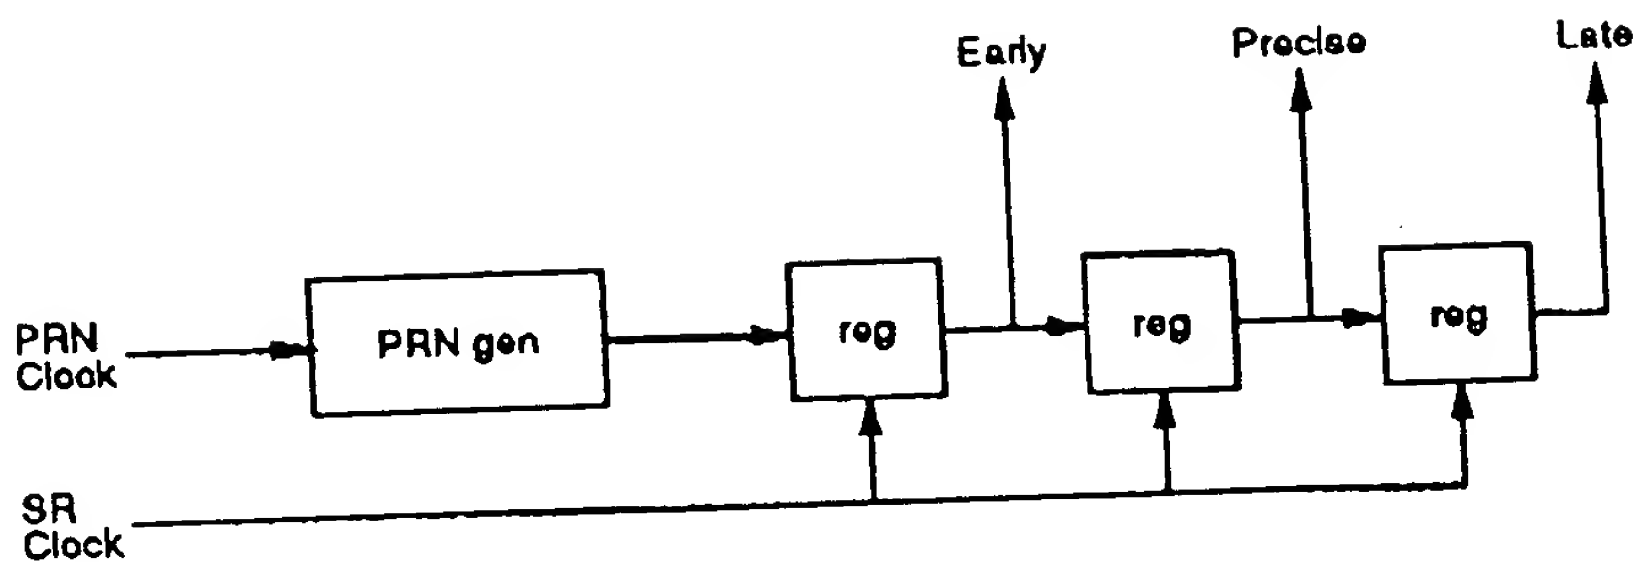 Early
Precise
Late
PRN gen
reg
reg
reg
PRN
Clock
SR
Clock